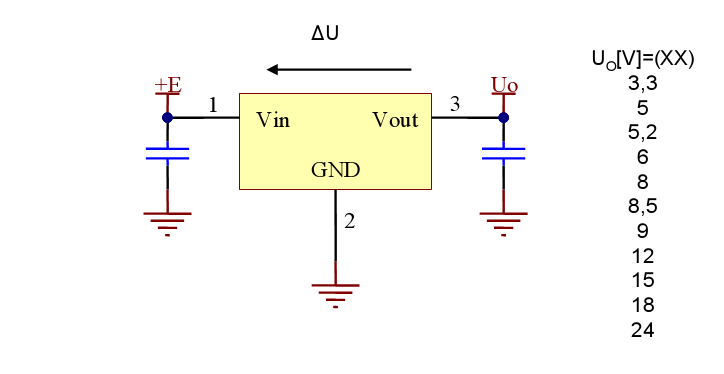 ΔU
+E
1
Vin
Vout
3
Uo
GND
2
UO[V]=(XX)
3,3
5
5,2
6
8
8,5
9
12
15
18
24